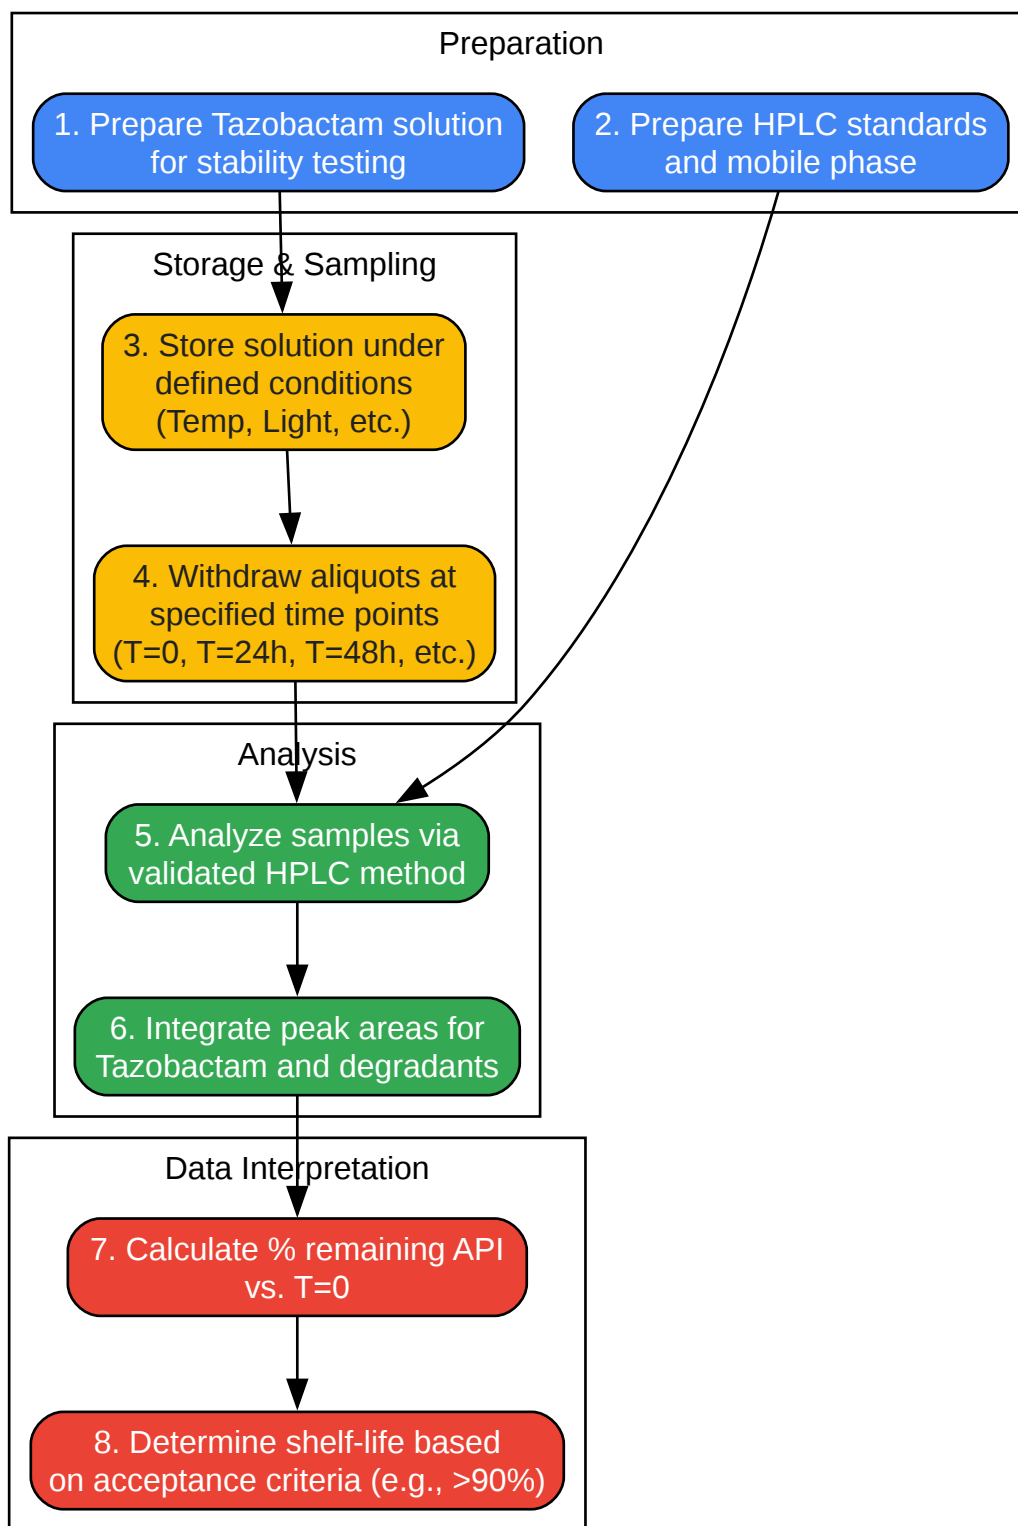 Preparation
1. Prepare Tazobactam solution
for stability testing
2. Prepare HPLC standards
and mobile phase
Storage & Sampling
3. Store solution under
defined conditions
(Temp, Light, etc.)
4. Withdraw aliquots at
specified time points
(T=0, T=24h, T=48h, etc.)
Analysis
5. Analyze samples via
validated HPLC method
6. Integrate peak areas for
Tazobactam and degradants
Data Interpretation
7. Calculate % remaining API
vs. T=0
8. Determine shelf-life based
on acceptance criteria (e.g., >90%)